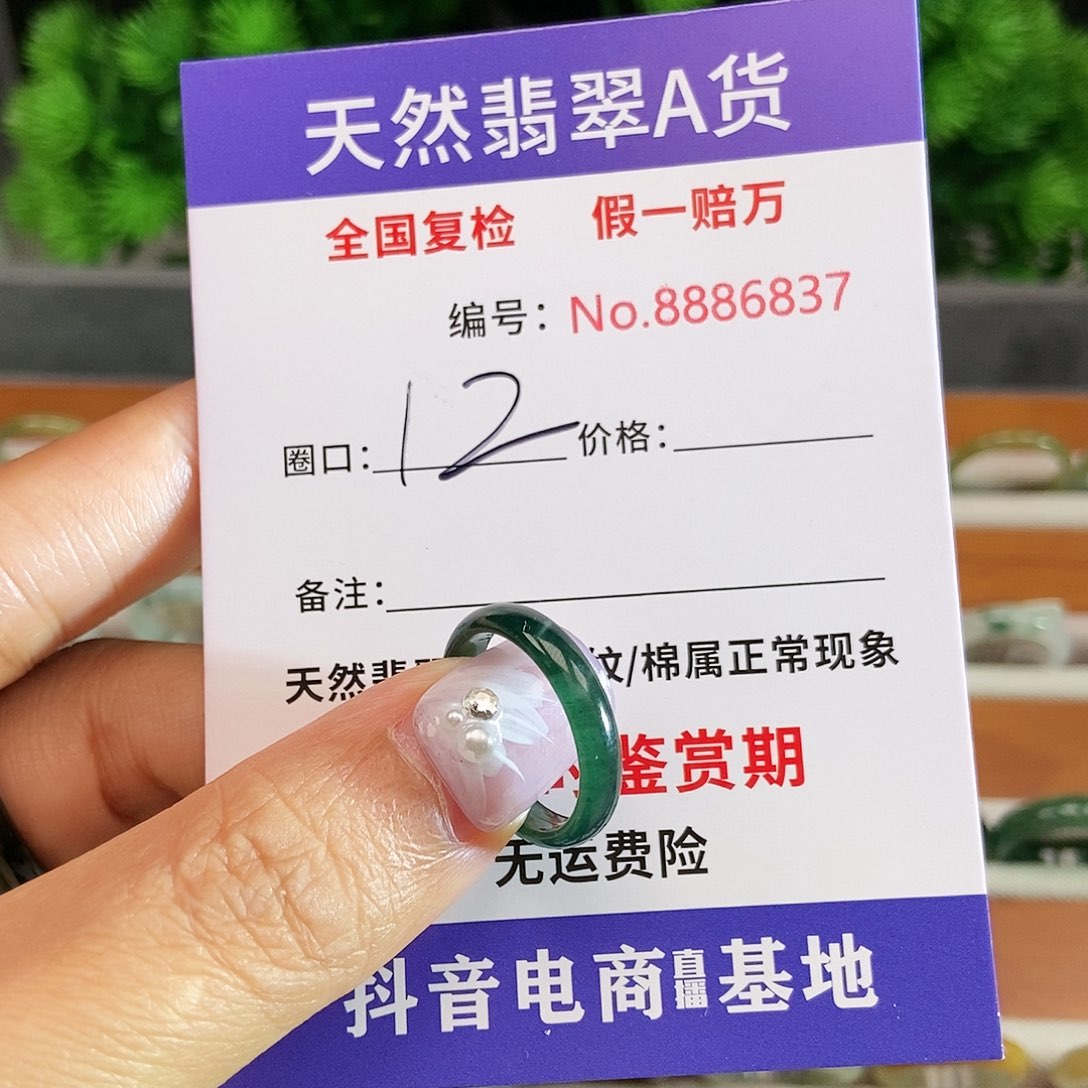 天然翡翠A货
全国复检 假一赔万
编号：No.8886837
圈口：12 价格：
备注：
天然翡 纹/棉属正常现象
鉴赏期
无运费险
抖音电商直播基地